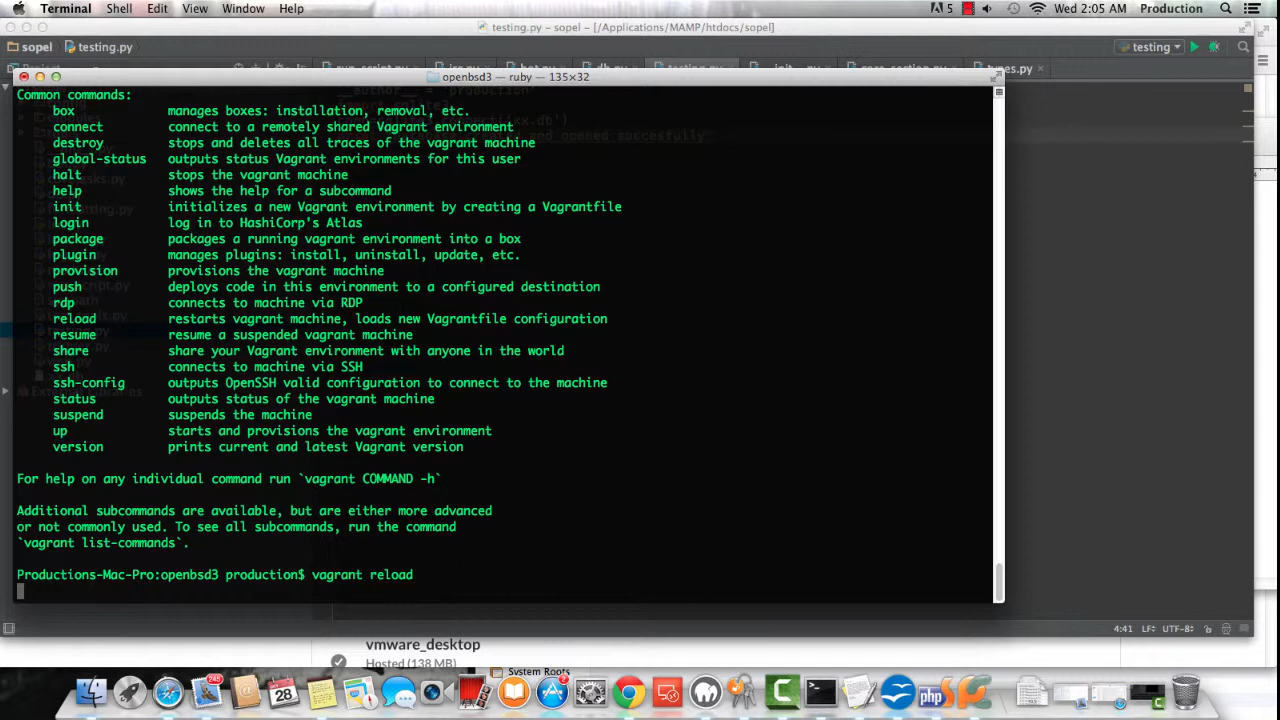 Terminal Shell Edit View Window Help
5 Wed 2:05 AM Production
testing.py - sopel - [/Applications/MAMP/htdocs/sopel]
sopel testing.py
testing
openbsd3 — ruby — 135×32
types.py
Common commands:
box manages boxes: installation, removal, etc.
connect connect to a remotely shared Vagrant environment
destroy stops and deletes all traces of the vagrant machine
global-status outputs status Vagrant environments for this user
halt stops the vagrant machine
help shows the help for a subcommand
init initializes a new Vagrant environment by creating a Vagrantfile
login log in to HashiCorp's Atlas
package packages a running vagrant environment into a box
plugin manages plugins: install, uninstall, update, etc.
provision provisions the vagrant machine
push deploys code in this environment to a configured destination
rdp connects to machine via RDP
reload restarts vagrant machine, loads new Vagrantfile configuration
resume resume a suspended vagrant machine
share share your Vagrant environment with anyone in the world
ssh connects to machine via SSH
ssh-config outputs OpenSSH valid configuration to connect to the machine
status outputs status of the vagrant machine
suspend suspends the machine
up starts and provisions the vagrant environment
version prints current and latest Vagrant version
For help on any individual command run `vagrant COMMAND -h`
Additional subcommands are available, but are either more advanced
or not commonly used. To see all subcommands, run the command
`vagrant list-commands`.
Productions-Mac-Pro:openbsd3 production$ vagrant reload
4:41 LF÷ UTF-8÷
vmware_desktop
Hosted (138 MB)
System Roots
245
28
2
php